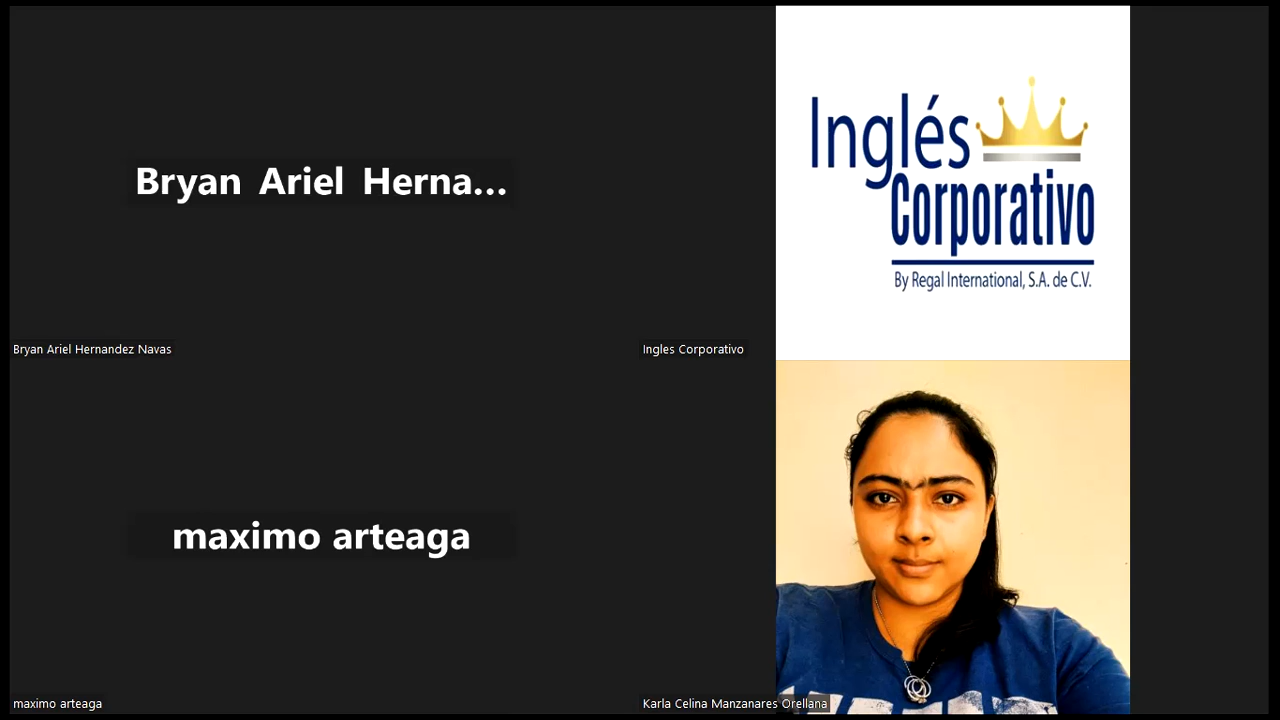 Bryan Ariel Herna...
Bryan Ariel Hernandez Navas
Inglés
Corporativo
By Regal International, S.A. de C.V.
Ingles Corporativo
maximo arteaga
maximo arteaga
Karla Celina Manzanares Orellana